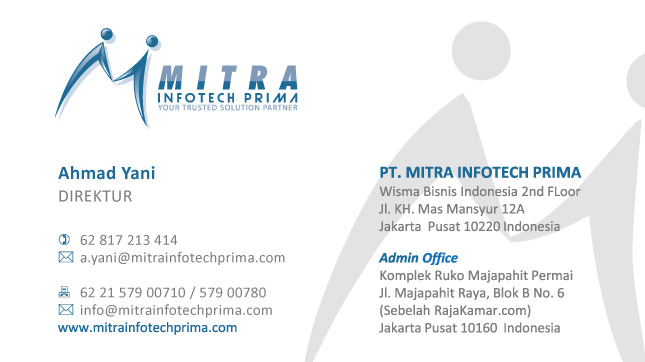 MITRA
INFOTECH PRIMA
YOUR TRUSTED SOLUTION PARTNER
Ahmad Yani
DIREKTUR
62 817 213 414
a.yani@mitrainfotechprima.com
62 21 579 00710 / 579 00780
info@mitrainfotechprima.com
www.mitrainfotechprima.com
PT. MITRA INFOTECH PRIMA
Wisma Bisnis Indonesia 2nd FLoor
Jl. KH. Mas Mansyur 12A
Jakarta Pusat 10220 Indonesia
Admin Office
Komplek Ruko Majapahit Permai
Jl. Majapahit Raya, Blok B No. 6
(Sebelah RajaKamar.com)
Jakarta Pusat 10160 Indonesia